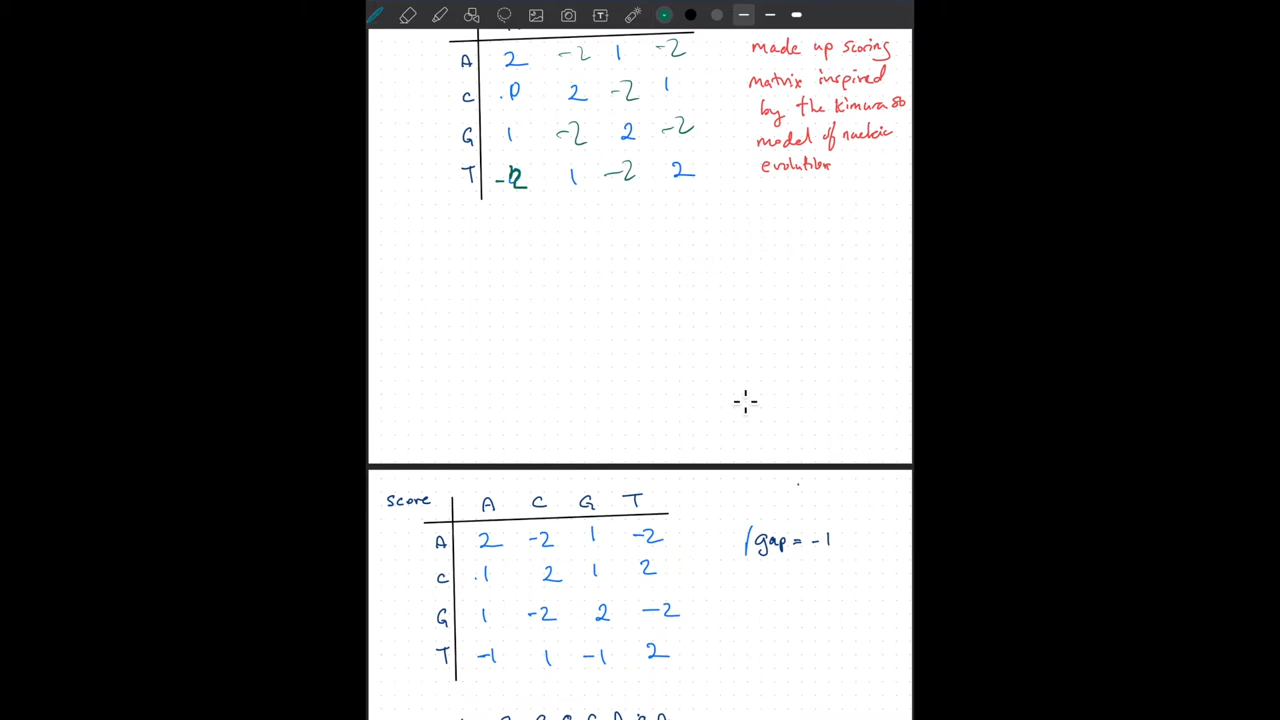 A 2 -2 1 -2
C .0 2 -2 1
G 1 -2 2 -2
T -2 1 -2 2
made up scoring
matrix inspired
by the kimura 80
model of nucleic
evolution
score A C G T
A 2 -2 1 -2
C .1 2 1 2
G 1 -2 2 -2
T -1 1 -1 2
/gap = -1